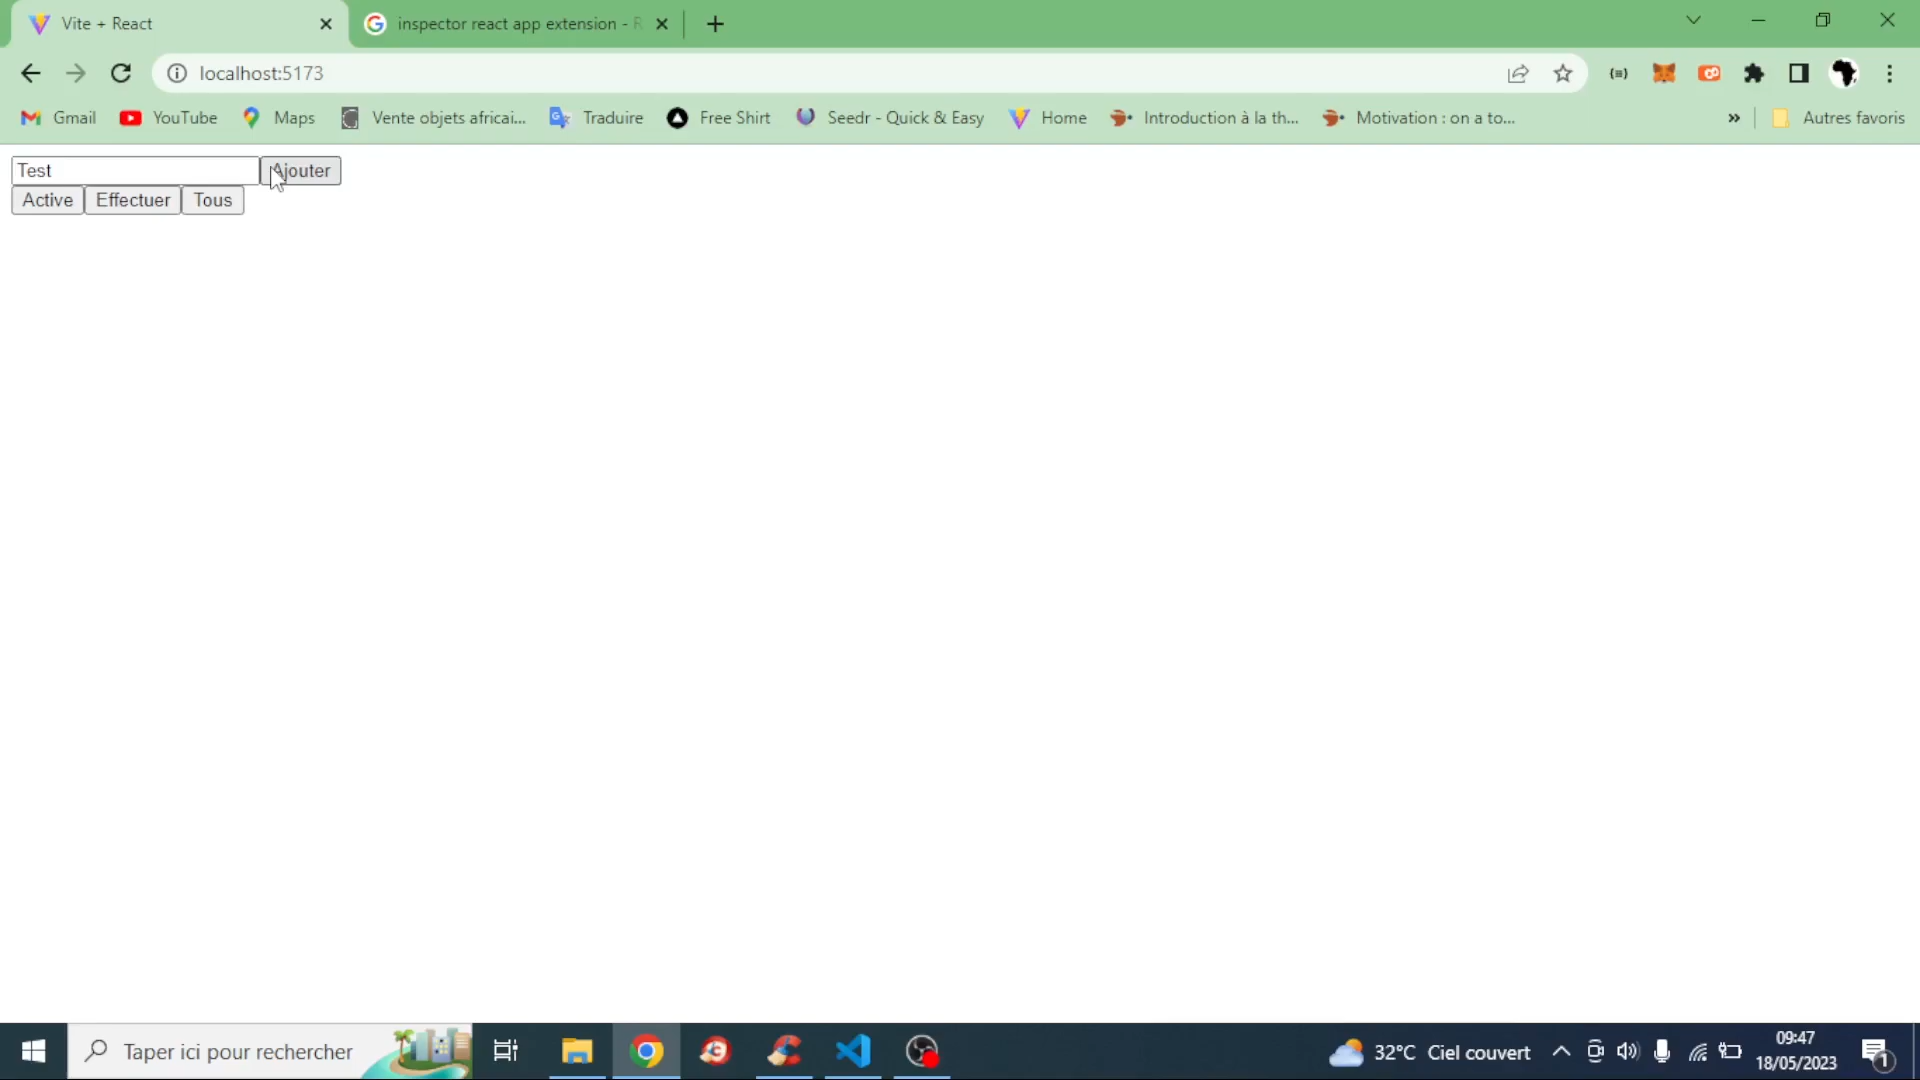 Vite + React
inspector react app extension - R
localhost:5173
Gmail
YouTube
Maps
Vente objets africai...
Traduire
Free Shirt
Seedr - Quick & Easy
Home
Introduction à la th...
Motivation : on a to...
»
Autres favoris
Test
Ajouter
Active
Effectuer
Tous
Taper ici pour rechercher
32°C Ciel couvert
09:47
18/05/2023
1